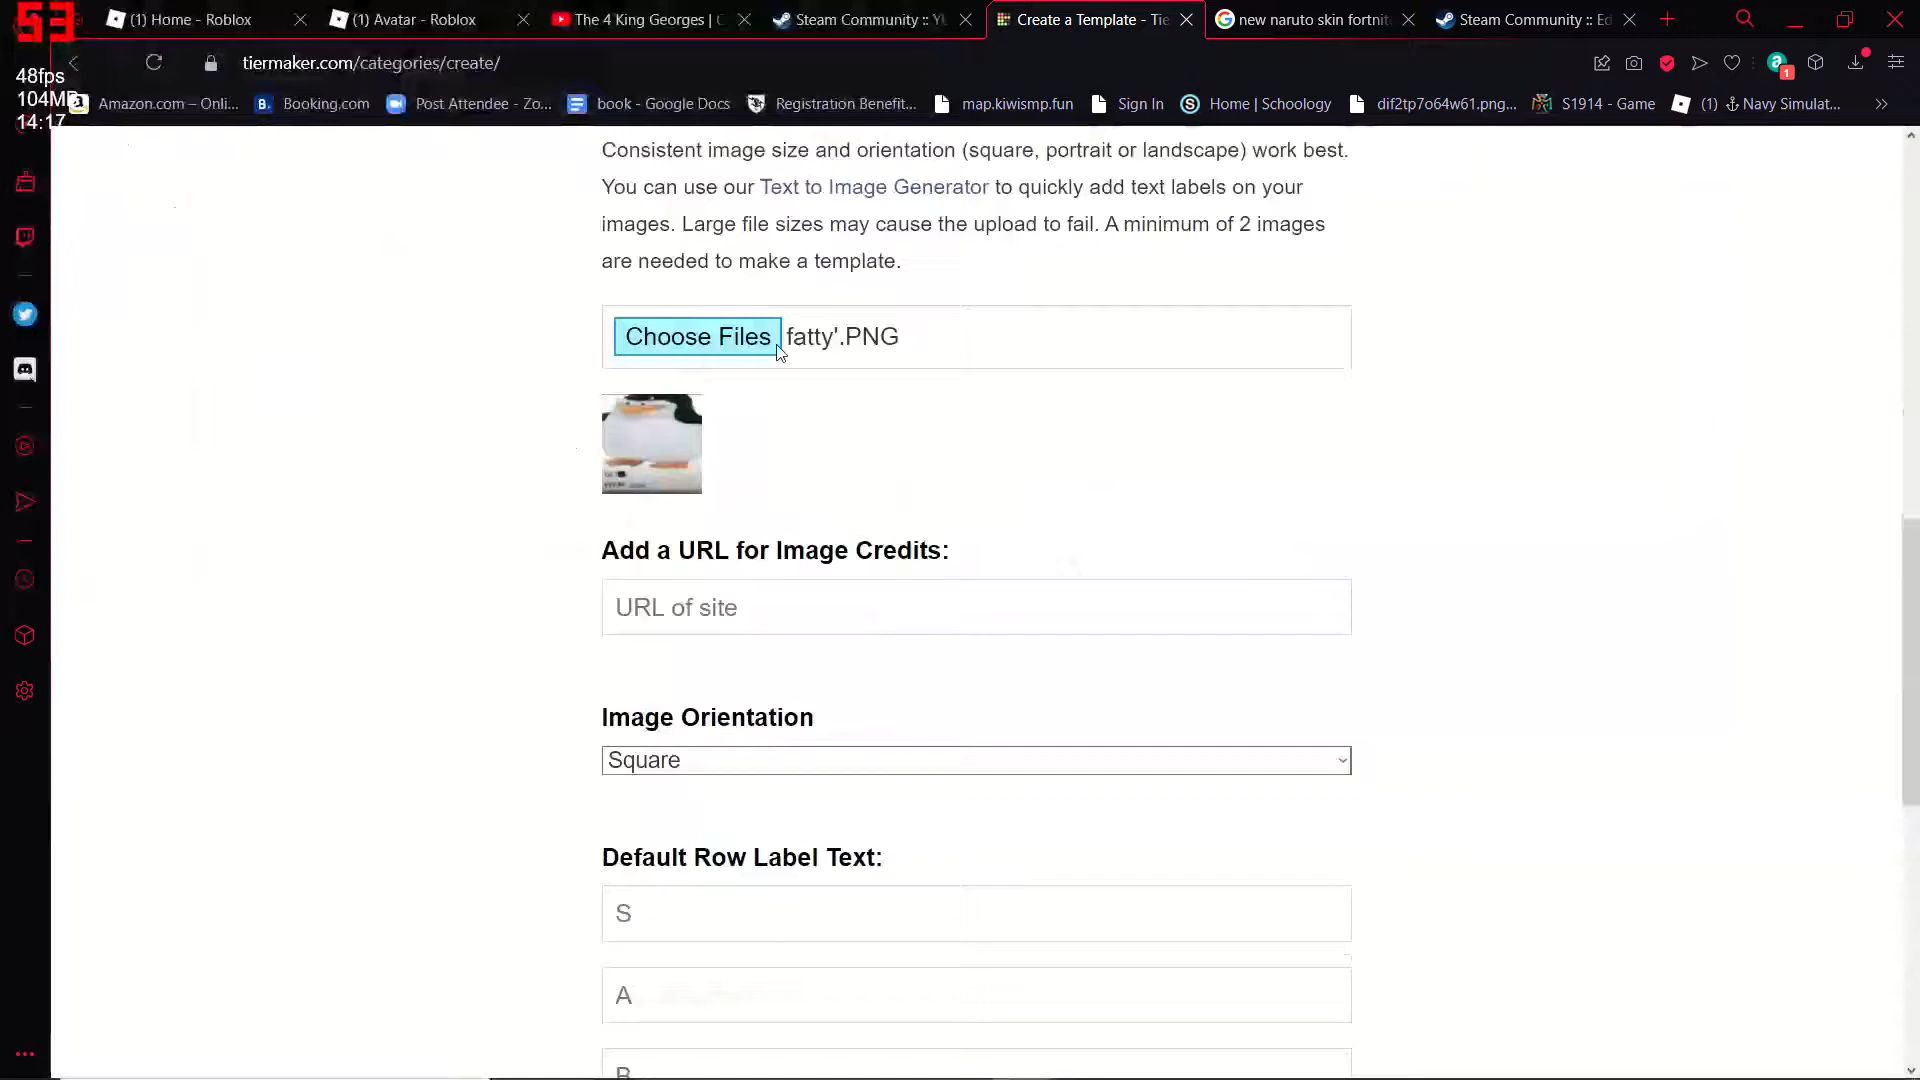 53
(1) Home - Roblox
(1) Avatar - Roblox
The 4 King Georges | C
Steam Community :: Yu
Create a Template - Tie
new naruto skin fortnit
Steam Community :: Ed
48fps
tiermaker.com/categories/create/
1
104MB
Amazon.com – Onli...
B.
Booking.com
Post Attendee - Zo...
book - Google Docs
Registration Benefit...
map.kiwismp.fun
Sign In
Home | Schoology
dif2tp7o64w61.png...
S1914 - Game
(1) ⚓ Navy Simulat...
14:17
Consistent image size and orientation (square, portrait or landscape) work best.
You can use our Text to Image Generator to quickly add text labels on your
images. Large file sizes may cause the upload to fail. A minimum of 2 images
are needed to make a template.
Choose Files fatty'.PNG
Add a URL for Image Credits:
URL of site
Image Orientation
Square
Default Row Label Text:
S
A
B